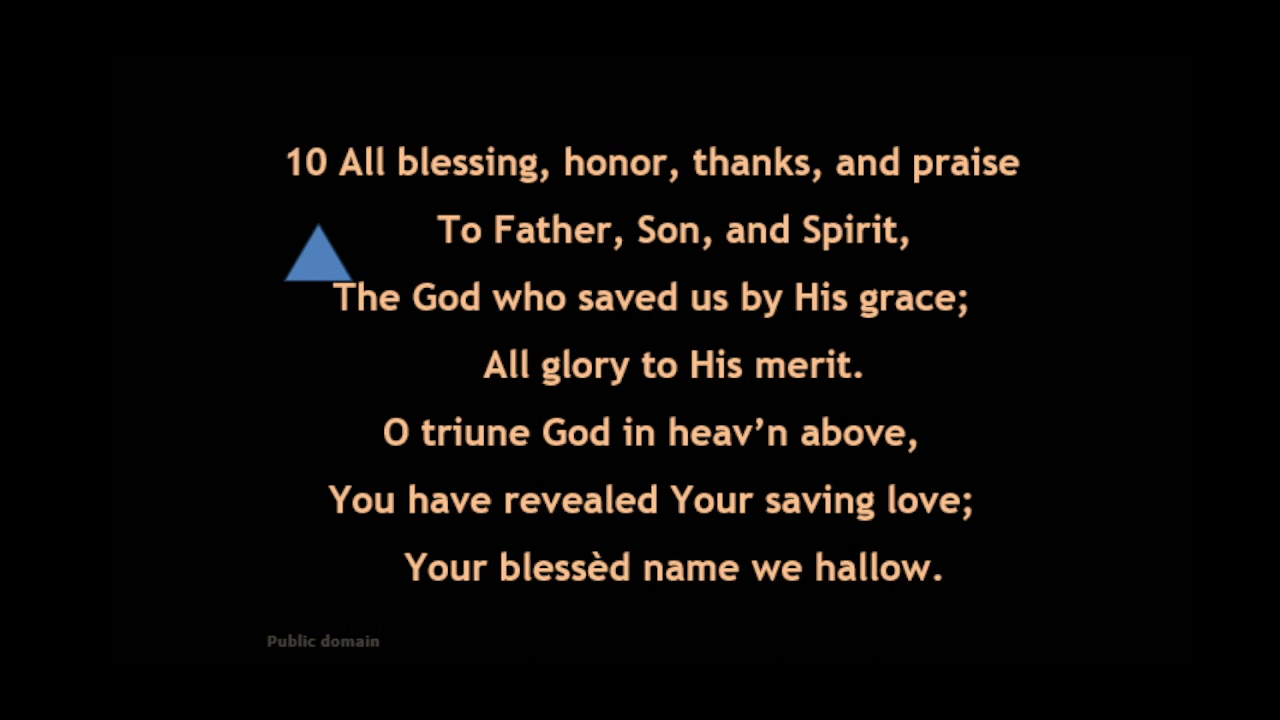 10 All blessing, honor, thanks, and praise
To Father, Son, and Spirit,
The God who saved us by His grace;
All glory to His merit.
O triune God in heav’n above,
You have revealed Your saving love;
Your blessèd name we hallow.
Public domain